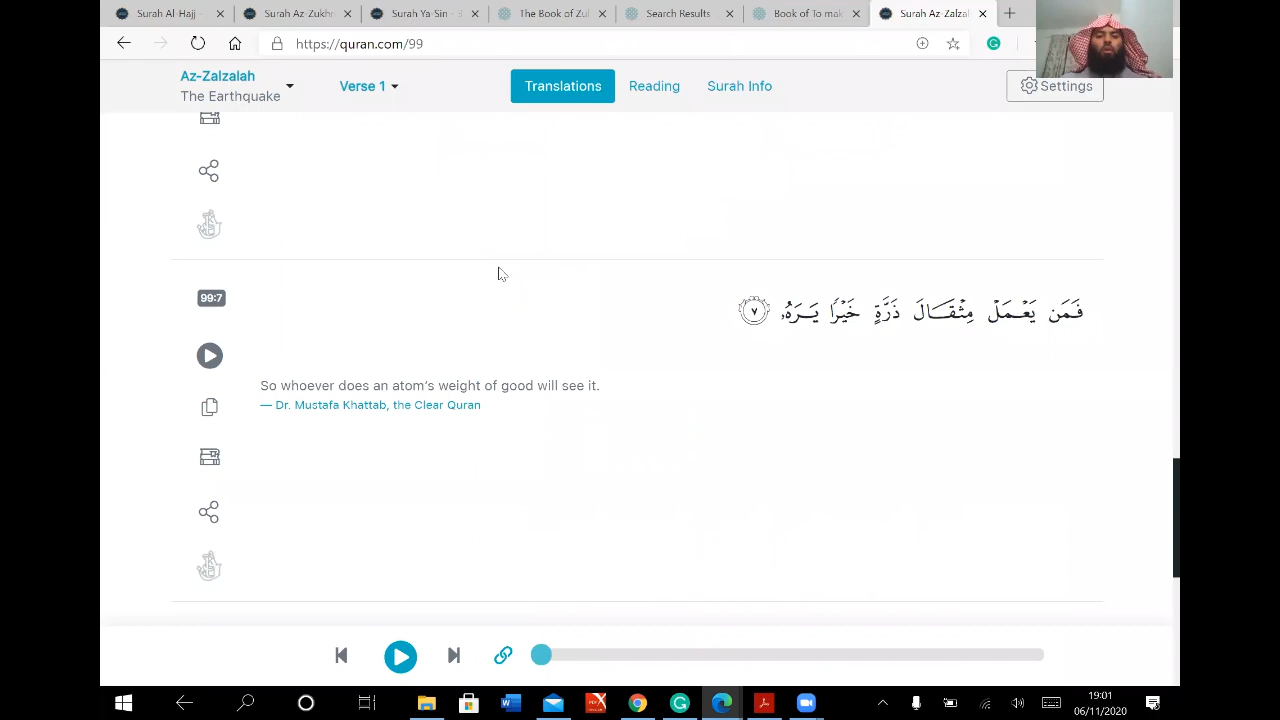 Surah Al-Hajj -
Surah Az-Zukhr
Surah Ya-Sin - S
The Book of Zul
Search Results
Book of To mak
Surah Az-Zalzal
https://quran.com/99
Az-Zalzalah
The Earthquake
Verse 1
Translations
Reading
Surah Info
Settings
99:7
فَمَن يَعْمَلْ مِثْقَالَ ذَرَّةٍ خَيْرًا يَرَهُۥ ٧
So whoever does an atom’s weight of good will see it.
— Dr. Mustafa Khattab, the Clear Quran
19:01
06/11/2020